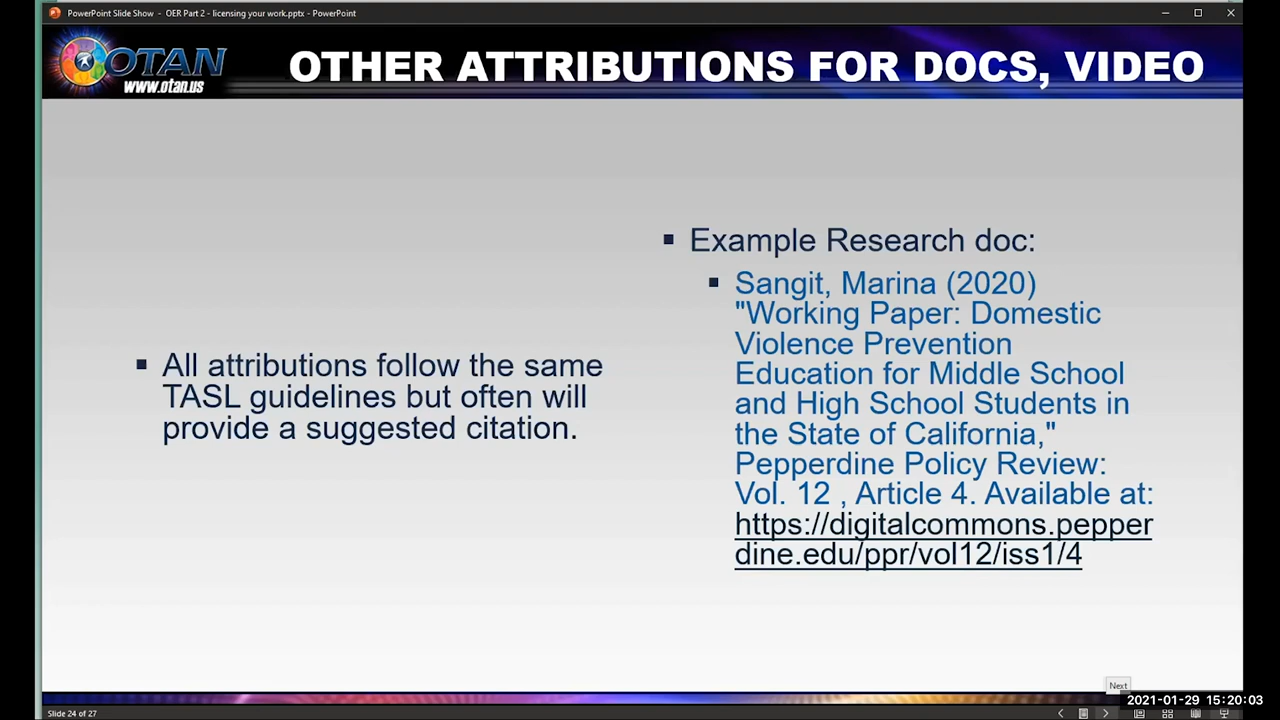 PowerPoint Slide Show - OER Part 2 - licensing your work.pptx - PowerPoint
OTAN
www.otan.us
OTHER ATTRIBUTIONS FOR DOCS, VIDEO
▪ All attributions follow the same
TASL guidelines but often will
provide a suggested citation.
▪ Example Research doc:
▪ Sangit, Marina (2020)
"Working Paper: Domestic
Violence Prevention
Education for Middle School
and High School Students in
the State of California,"
Pepperdine Policy Review:
Vol. 12 , Article 4. Available at:
https://digitalcommons.pepper
dine.edu/ppr/vol12/iss1/4
Next
2021-01-29 15:20:03
Slide 24 of 27